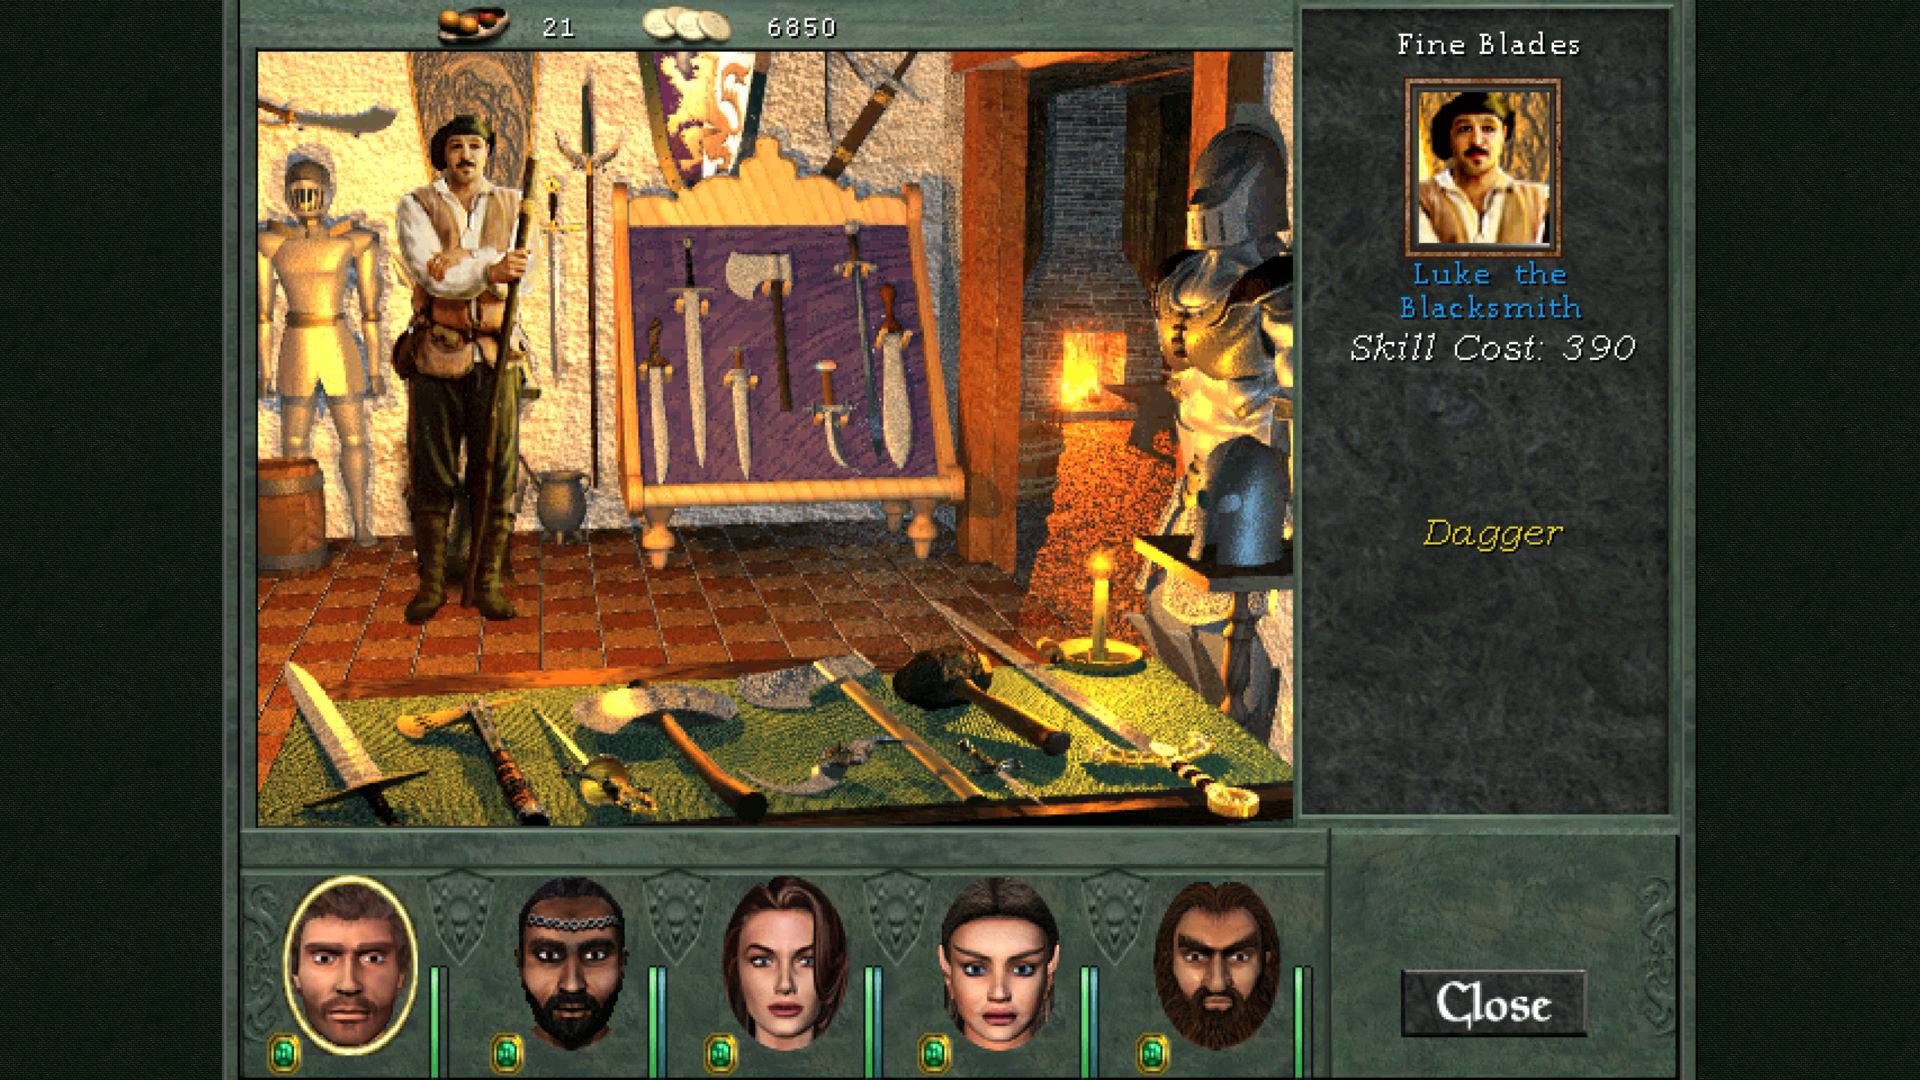 21
6850
Fine Blades
Luke the
Blacksmith
Skill Cost: 390
Dagger
Close